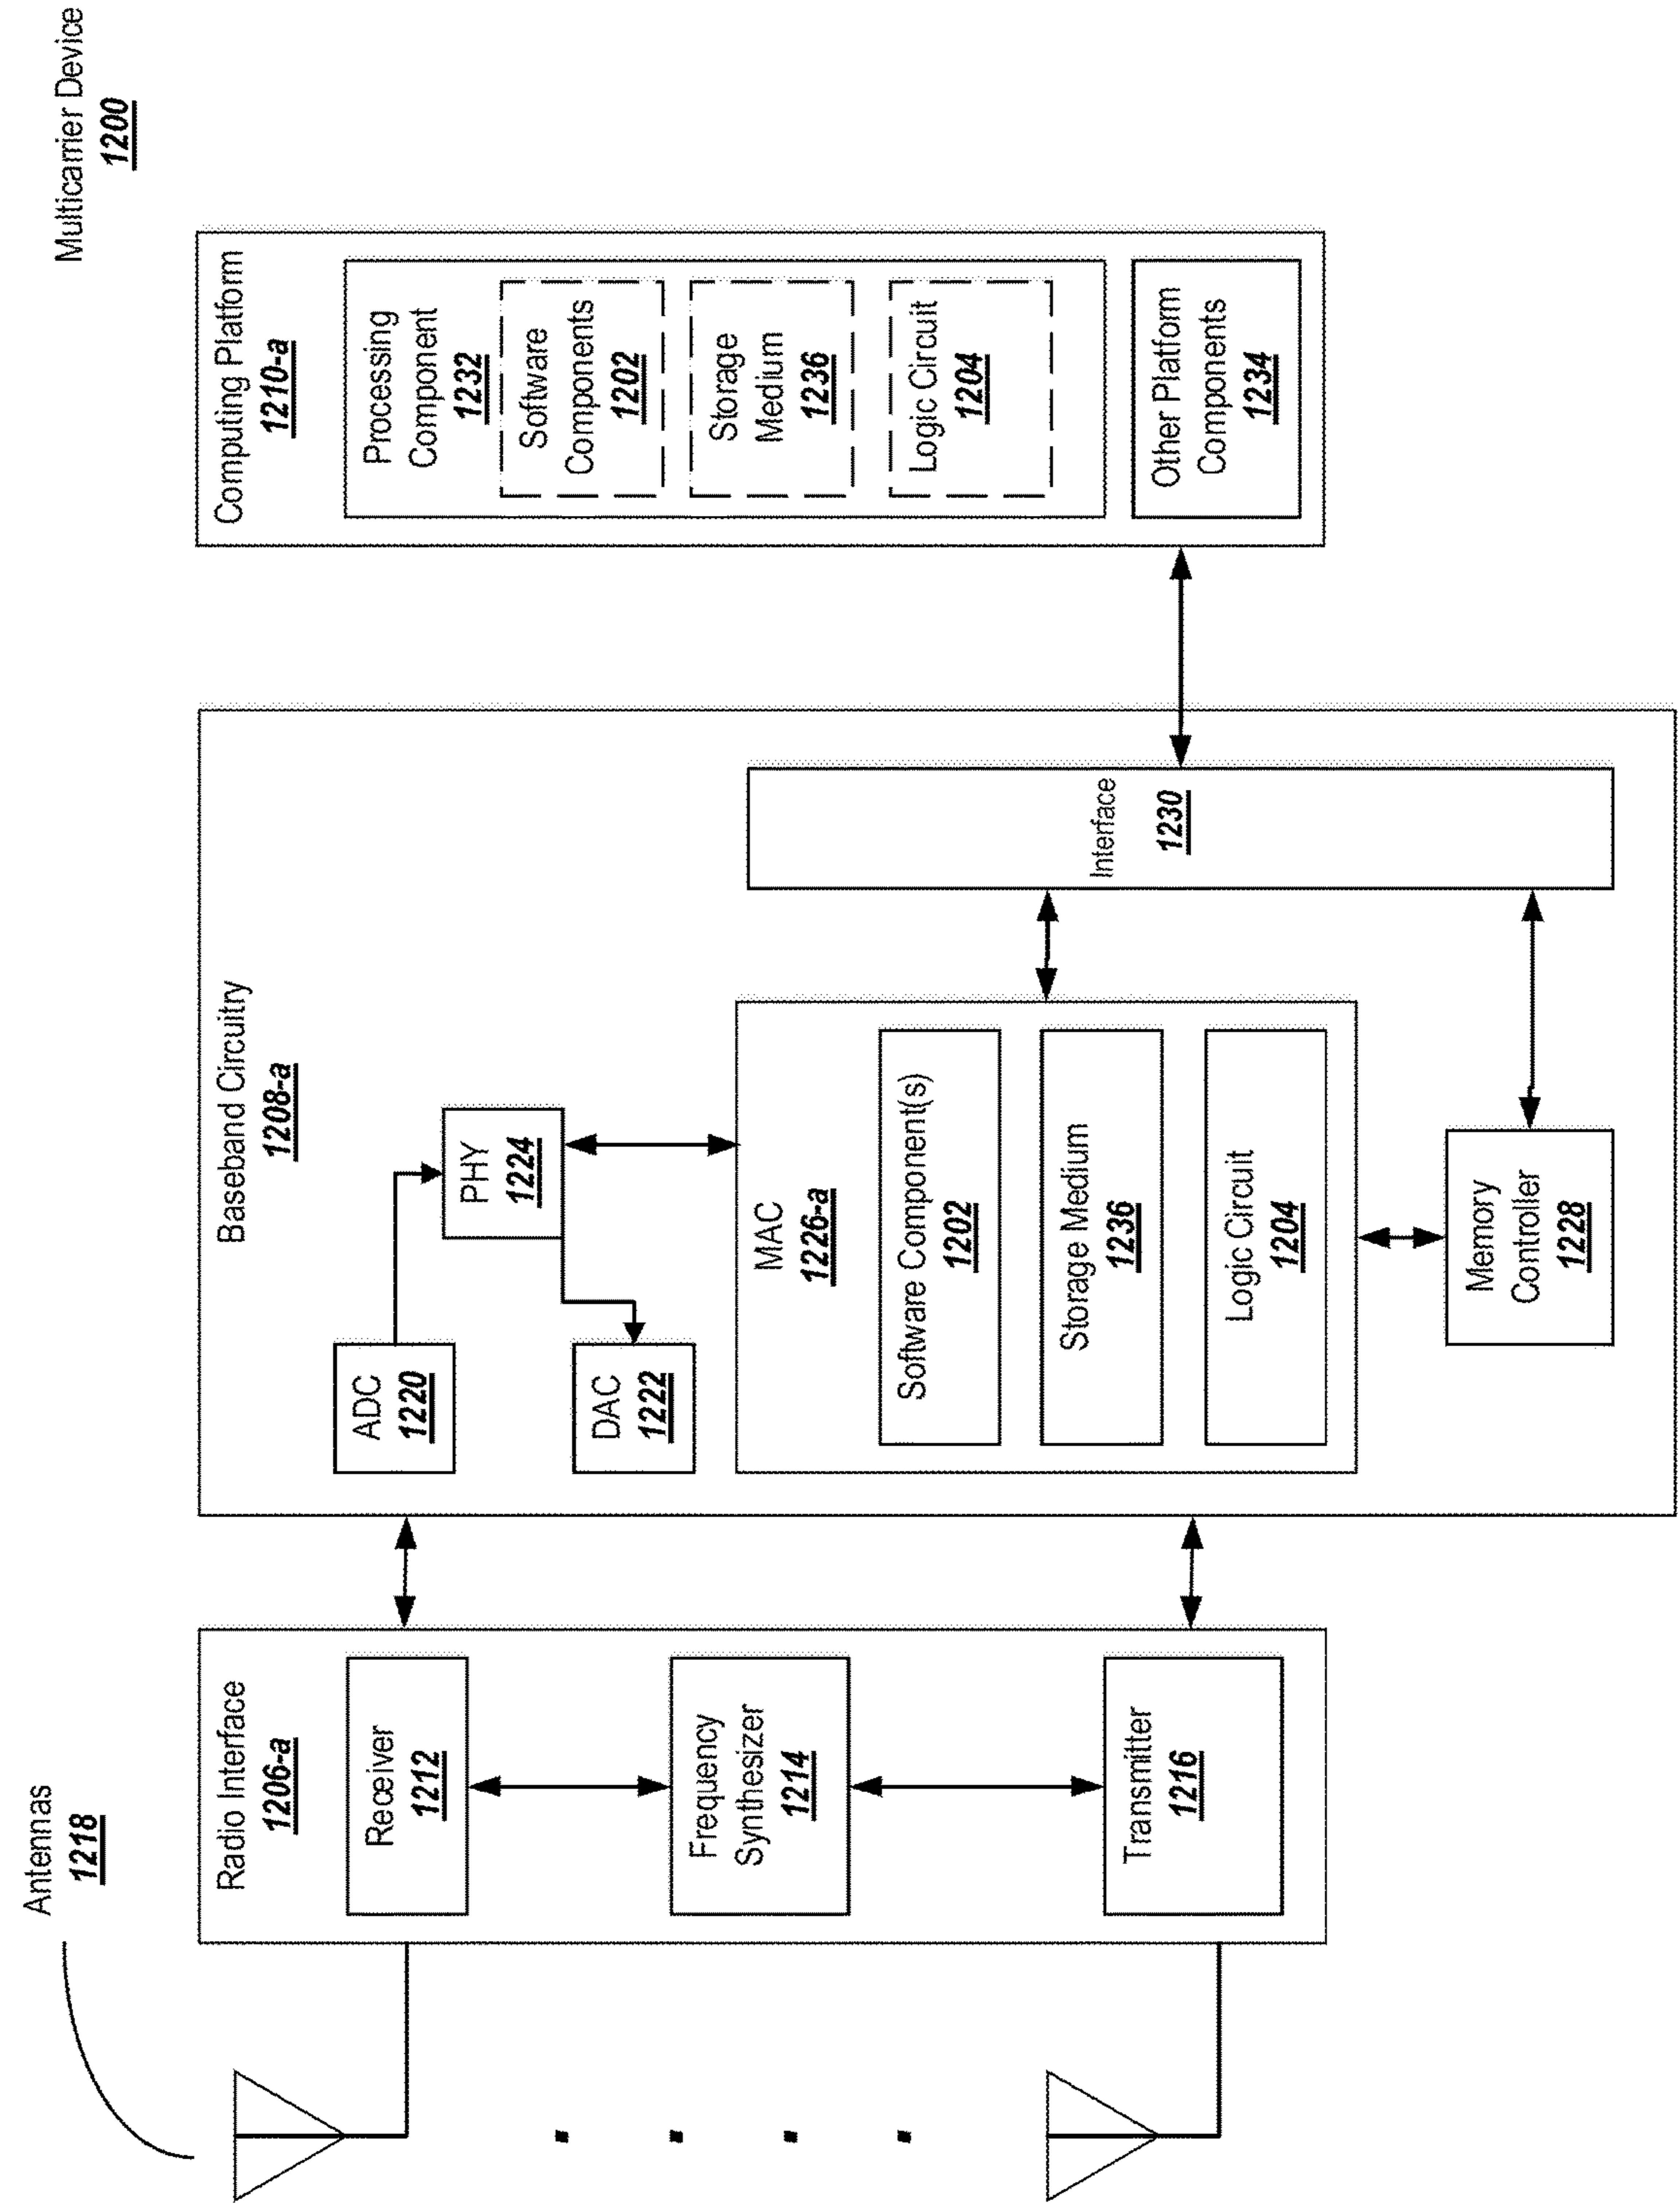 Multicarrier Device
1200
Antennas
1218
Radio Interface
1206-a
Receiver
1212
Frequency
Synthesizer
1214
Transmitter
1216
Baseband Circuitry
1208-a
ADC
1220
PHY
1224
DAC
1222
MAC
1226-a
Software Component(s)
1202
Storage Medium
1236
Logic Circuit
1204
Memory
Controller
1228
Interface
1230
Computing Platform
1210-a
Processing
Component
1232
Software
Components
1202
Storage
Medium
1236
Logic Circuit
1204
Other Platform
Components
1234